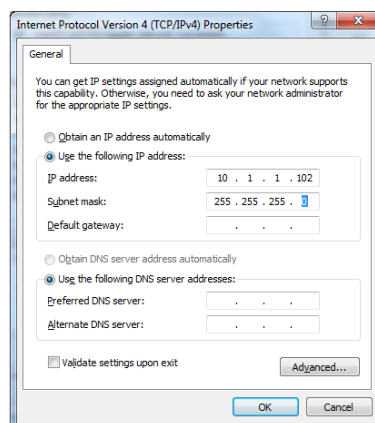 Internet Protocol Version 4 (TCP/IPv4) Properties
General
You can get IP settings assigned automatically if your network supports
this capability. Otherwise, you need to ask your network administrator
for the appropriate IP settings.
Obtain an IP address automatically
Use the following IP address:
IP address: 10 . 1 . 1 . 102
Subnet mask: 255 . 255 . 255 . 0
Default gateway: . . .
Obtain DNS server address automatically
Use the following DNS server addresses:
Preferred DNS server: . . .
Alternate DNS server: . . .
Validate settings upon exit
Advanced...
OK Cancel